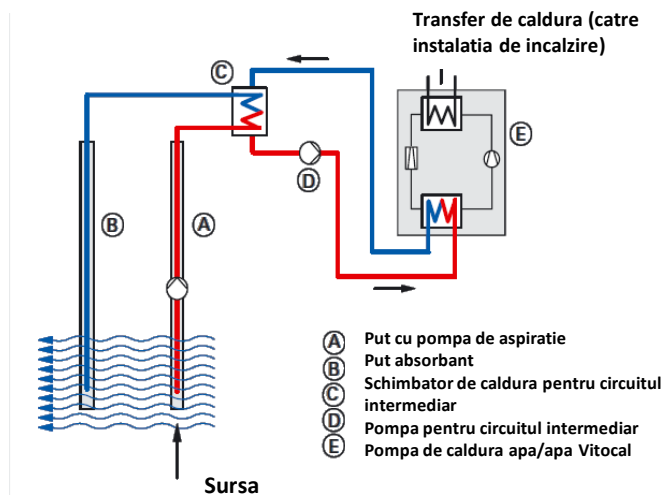 Transfer de caldura (catre
instalatia de incalzire)
C
E
D
B
A
A Put cu pompa de aspiratie
B Put absorbant
C Schimbator de caldura pentru circuitul
intermediar
D Pompa pentru circuitul intermediar
E Pompa de caldura apa/apa Vitocal
Sursa